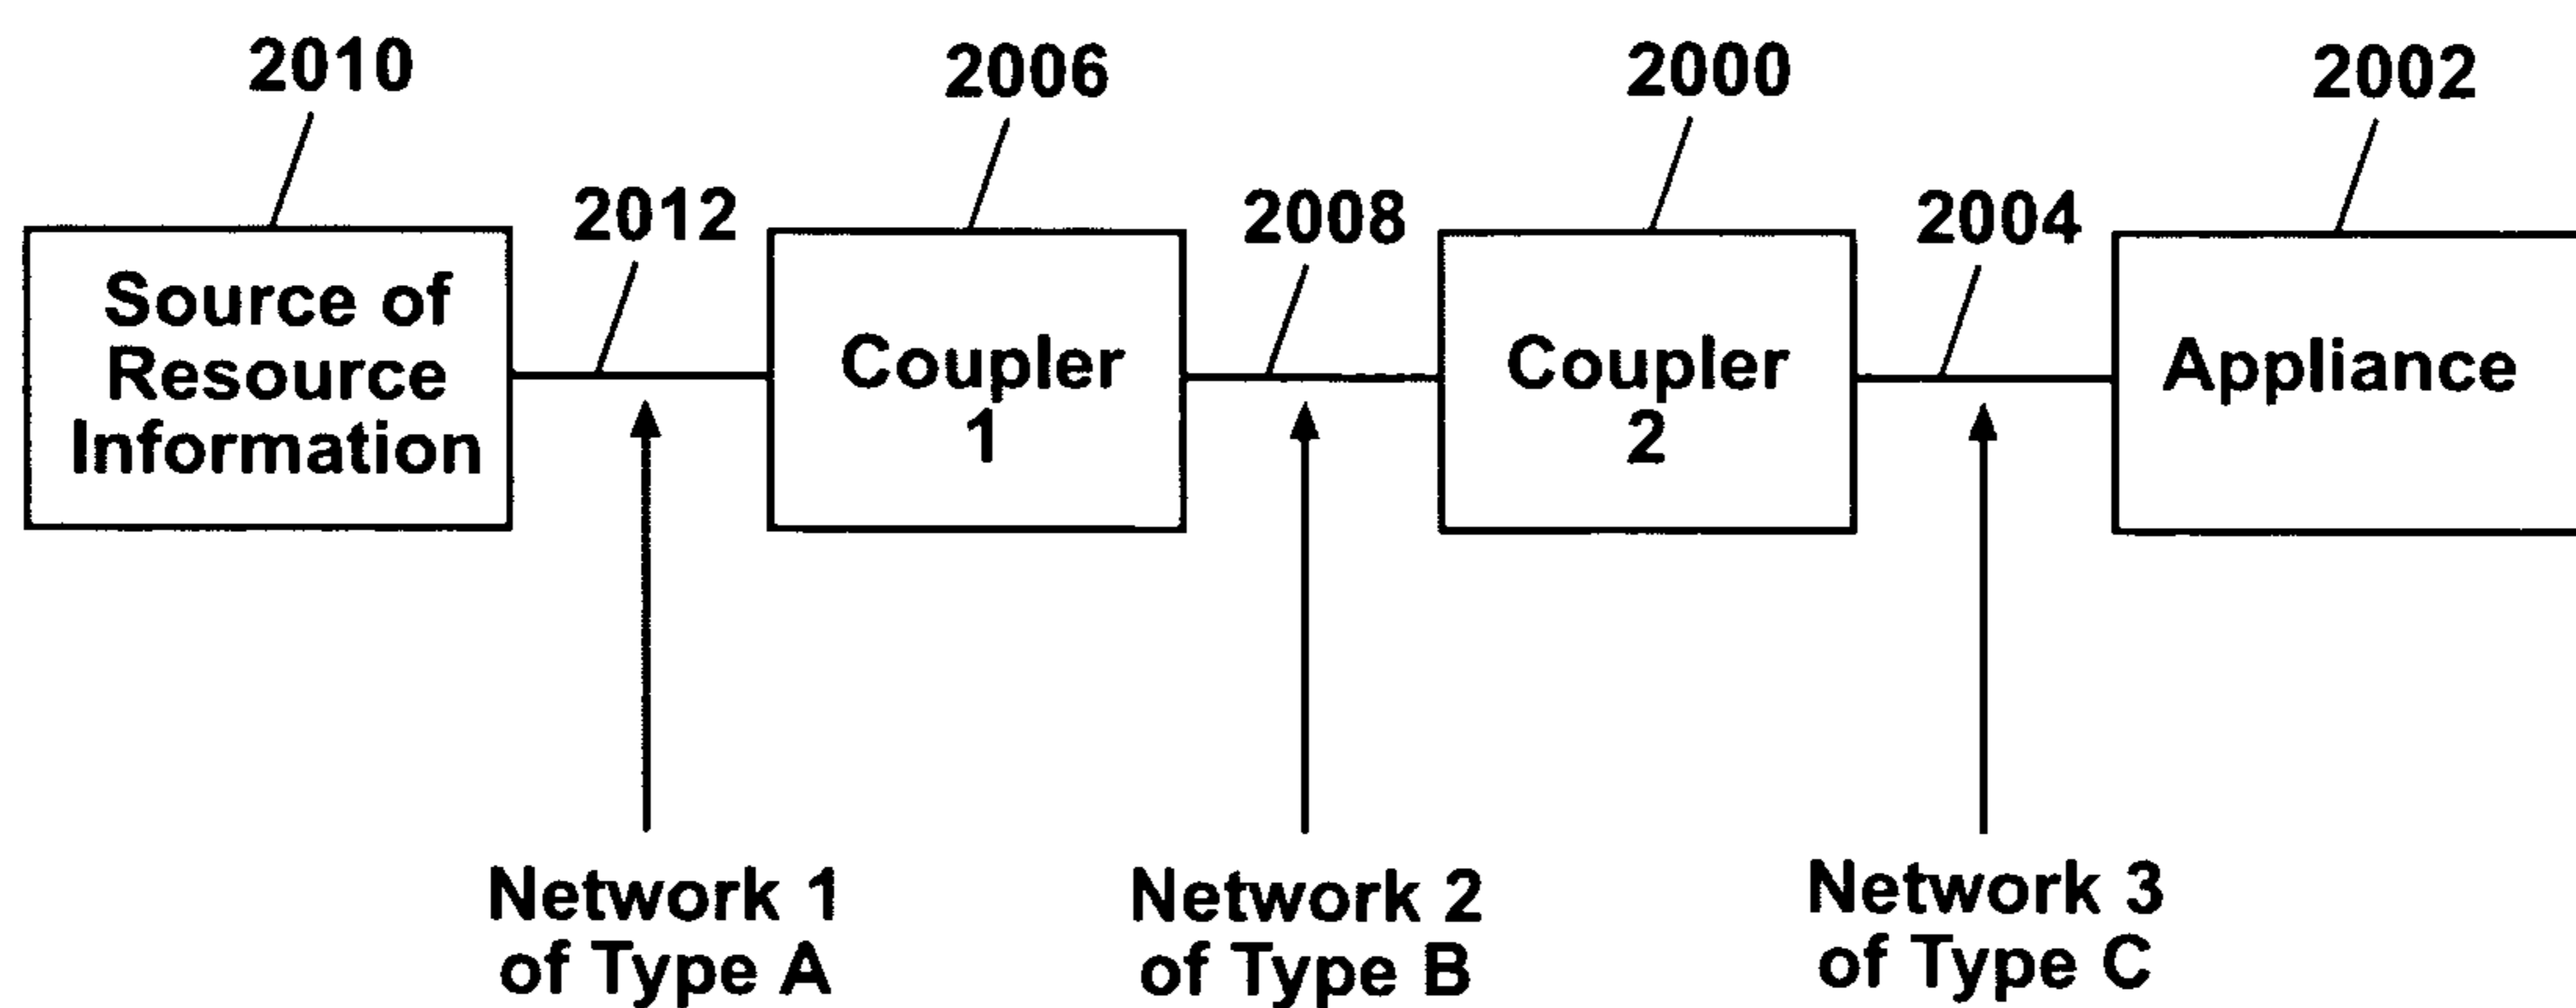 2010
2006
2000
2002
2012
2008
2004
Source of
Resource
Information
Coupler
1
Coupler
2
Appliance
Network 1
of Type A
Network 2
of Type B
Network 3
of Type C